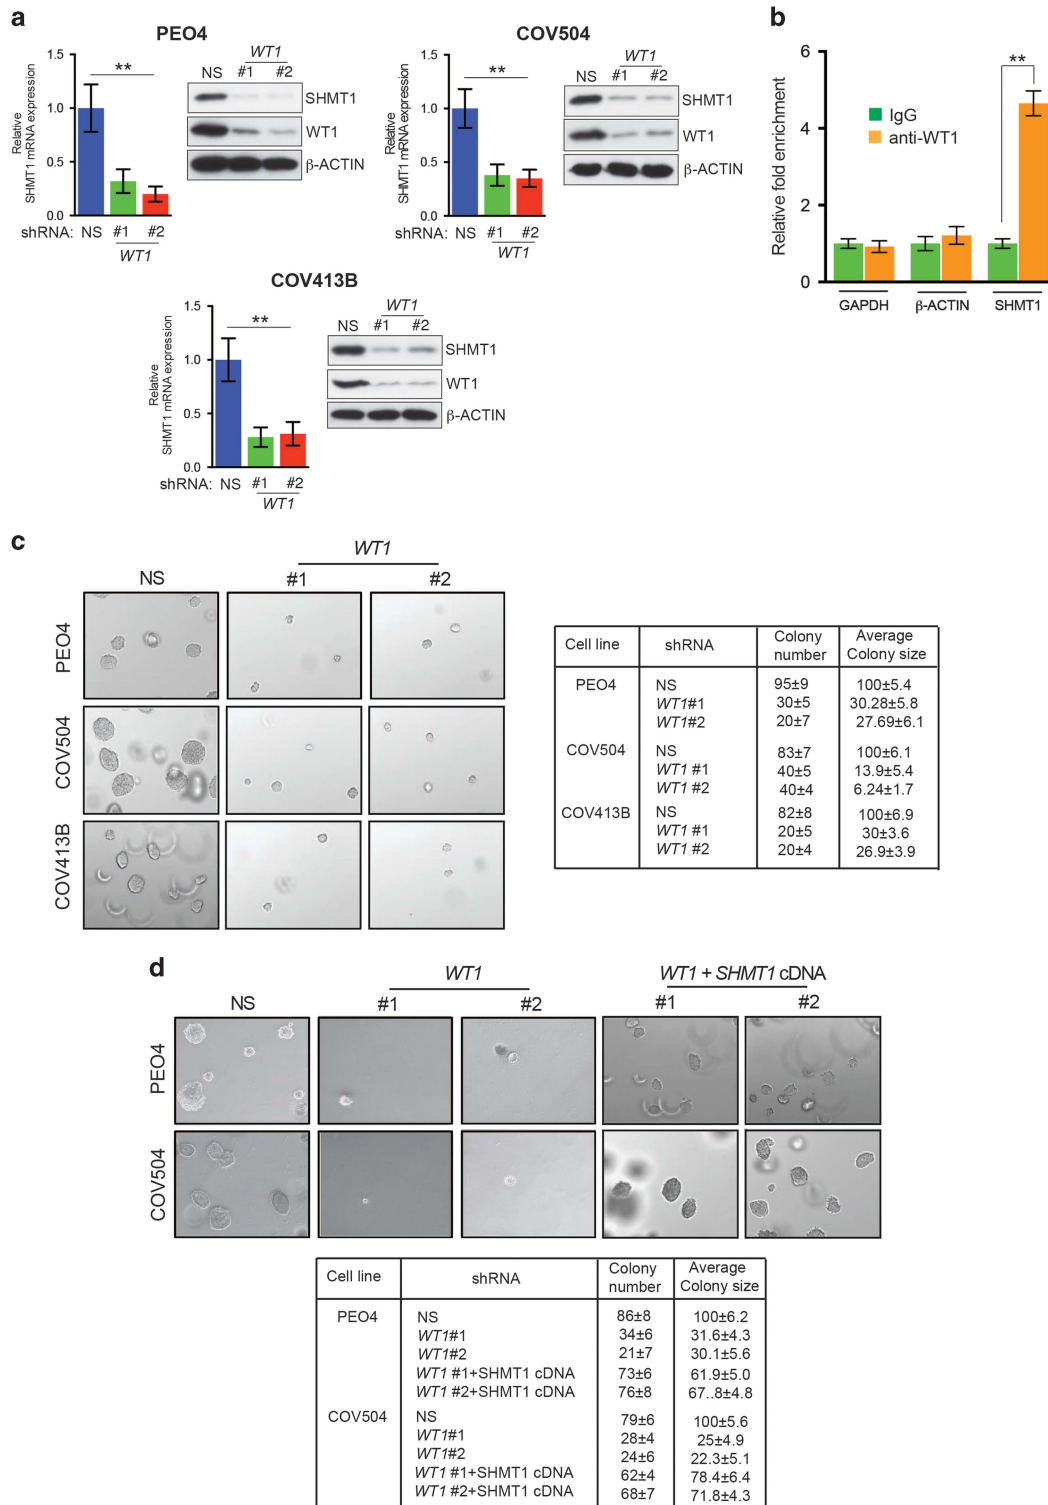 a
PEO4
1.5
1.0
0.5
0.0
Relative
SHMT1 mRNA expression
**
shRNA: NS #1 #2
WT1
WT1
NS #1 #2
SHMT1
WT1
β-ACTIN
COV504
1.5
1.0
0.5
0.0
Relative
SHMT1 mRNA expression
**
shRNA: NS #1 #2
WT1
WT1
NS #1 #2
SHMT1
WT1
β-ACTIN
COV413B
1.5
1.0
0.5
0.0
Relative
SHMT1 mRNA expression
**
shRNA: NS #1 #2
WT1
WT1
NS #1 #2
SHMT1
WT1
β-ACTIN
b
6
4
2
0
Relative fold enrichment
**
IgG
anti-WT1
GAPDH β-ACTIN SHMT1
c
WT1
NS #1 #2
PEO4
COV504
COV413B
Cell line shRNA Colony number Average Colony size
PEO4 NS 95±9 100±5.4
WT1#1 30±5 30.28±5.8
WT1#2 20±7 27.69±6.1
COV504 NS 83±7 100±6.1
WT1 #1 40±5 13.9±5.4
WT1 #2 40±4 6.24±1.7
COV413B NS 82±8 100±6.9
WT1 #1 20±5 30±3.6
WT1 #2 20±4 26.9±3.9
d
WT1 WT1 + SHMT1 cDNA
NS #1 #2 #1 #2
PEO4
COV504
Cell line shRNA Colony number Average Colony size
PEO4 NS 86±8 100±6.2
WT1#1 34±6 31.6±4.3
WT1#2 21±7 30.1±5.6
WT1 #1+SHMT1 cDNA 73±6 61.9±5.0
WT1 #2+SHMT1 cDNA 76±8 67..8±4.8
COV504 NS 79±6 100±5.6
WT1#1 28±4 25±4.9
WT1#2 24±6 22.3±5.1
WT1 #1+SHMT1 cDNA 62±4 78.4±6.4
WT1 #2+SHMT1 cDNA 68±7 71.8±4.3